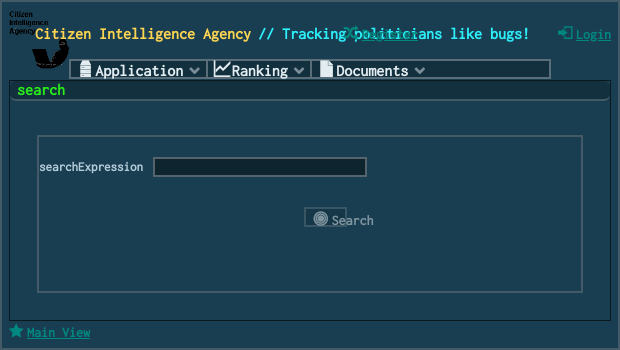 Citizen
Intelligence
Agency
Citizen Intelligence Agency // Tracking politicians like bugs!
Register
Login
Application
Ranking
Documents
search
searchExpression
Search
Main View